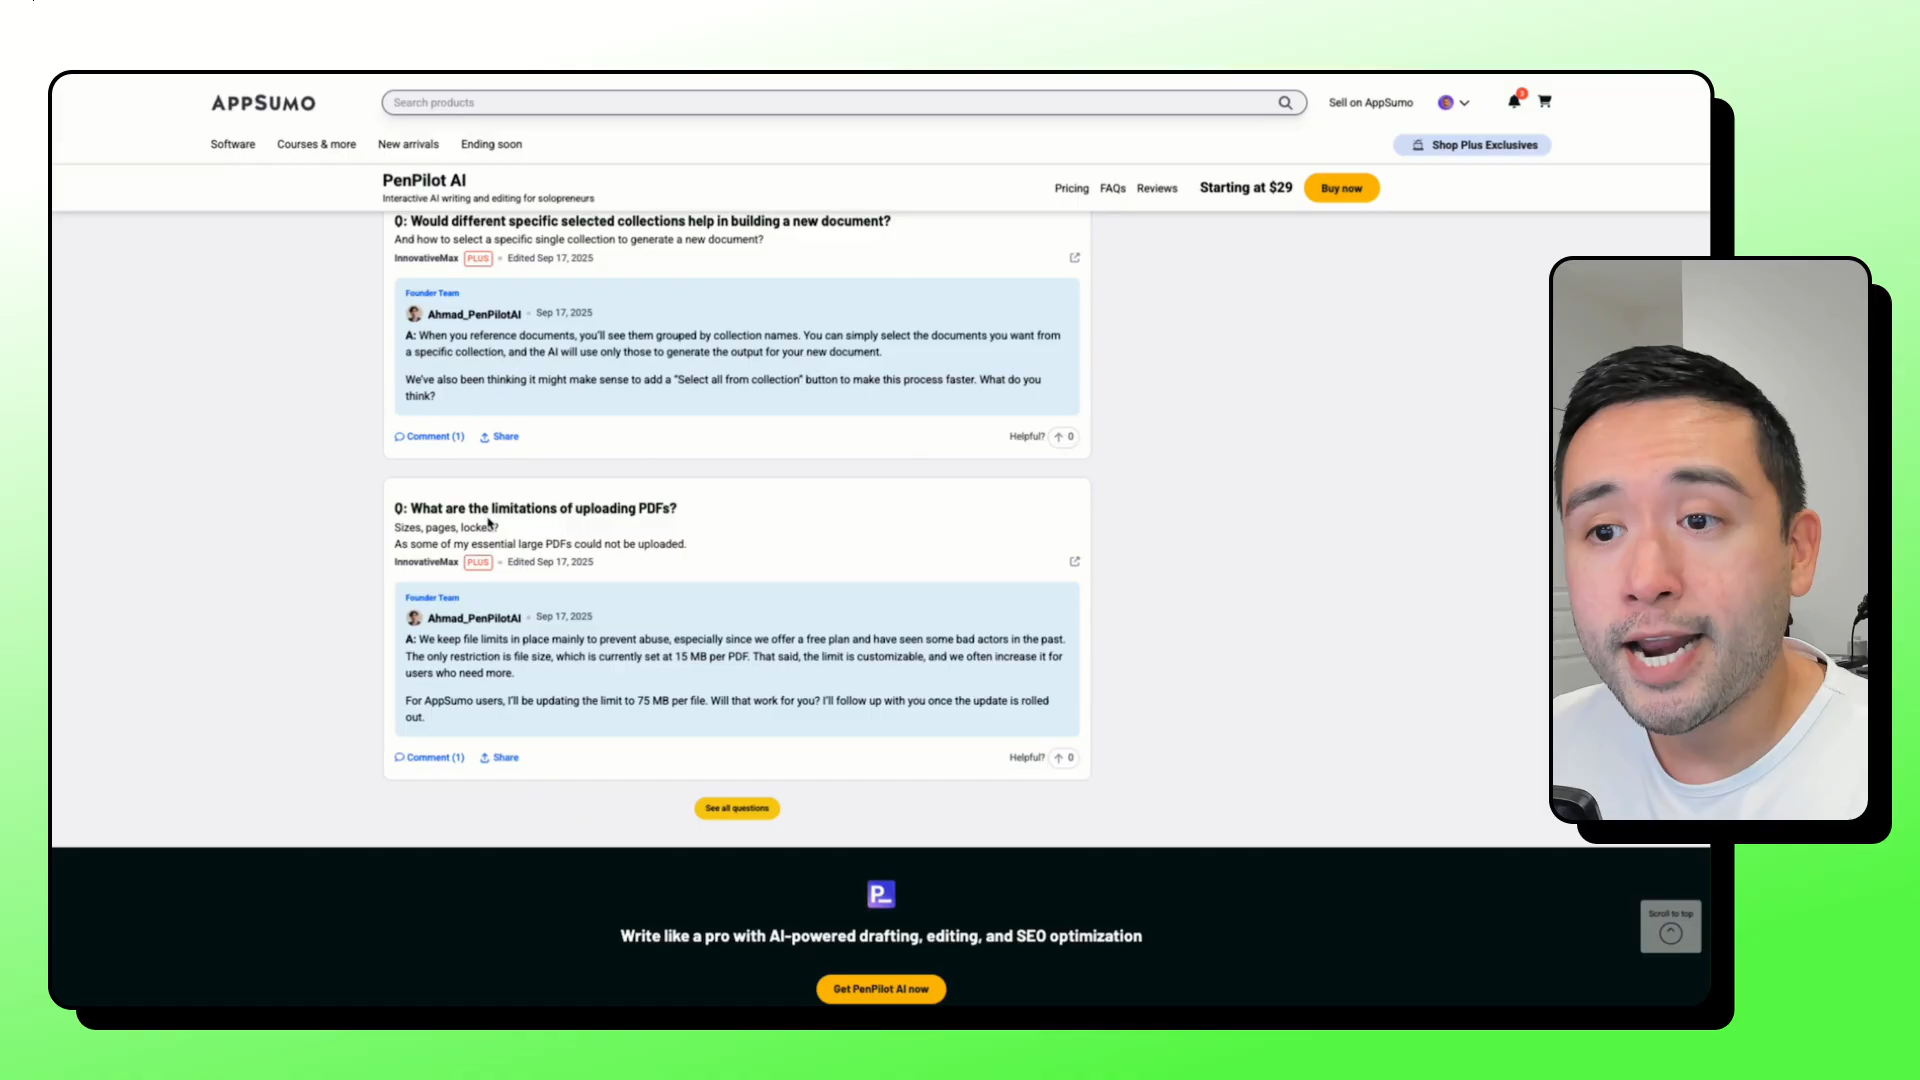 APPSUMO
Search products
Sell on AppSumo
3
Software
Courses & more
New arrivals
Ending soon
Shop Plus Exclusives
PenPilot AI
Interactive AI writing and editing for solopreneurs
Pricing
FAQs
Reviews
Starting at $29
Buy now
Q: Would different specific selected collections help in building a new document?
And how to select a specific single collection to generate a new document?
InnovativeMax PLUS Edited Sep 17, 2025
Founder Team
Ahmad_PenPilotAI Sep 17, 2025
A: When you reference documents, you'll see them grouped by collection names. You can simply select the documents you want from
a specific collection, and the AI will use only those to generate the output for your new document.
We've also been thinking it might make sense to add a "Select all from collection" button to make this process faster. What do you
think?
Comment (1) Share
Helpful? 0
Q: What are the limitations of uploading PDFs?
Sizes, pages, locked?
As some of my essential large PDFs could not be uploaded.
InnovativeMax PLUS Edited Sep 17, 2025
Founder Team
Ahmad_PenPilotAI Sep 17, 2025
A: We keep file limits in place mainly to prevent abuse, especially since we offer a free plan and have seen some bad actors in the past.
The only restriction is file size, which is currently set at 15 MB per PDF. That said, the limit is customizable, and we often increase it for
users who need more.
For AppSumo users, I'll be updating the limit to 75 MB per file. Will that work for you? I'll follow up with you once the update is rolled
out.
Comment (1) Share
Helpful? 0
See all questions
P_
Write like a pro with AI-powered drafting, editing, and SEO optimization
Scroll to top
Get PenPilot AI now